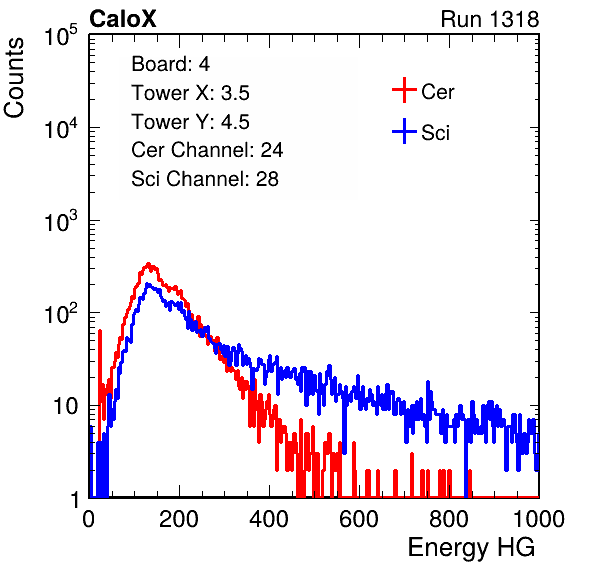 CaloX Run 1318
Counts
Board: 4
Tower X: 3.5
Tower Y: 4.5
Cer Channel: 24
Sci Channel: 28
Cer
Sci
10^5
10^4
10^3
10^2
10
1
0 200 400 600 800 1000
Energy HG